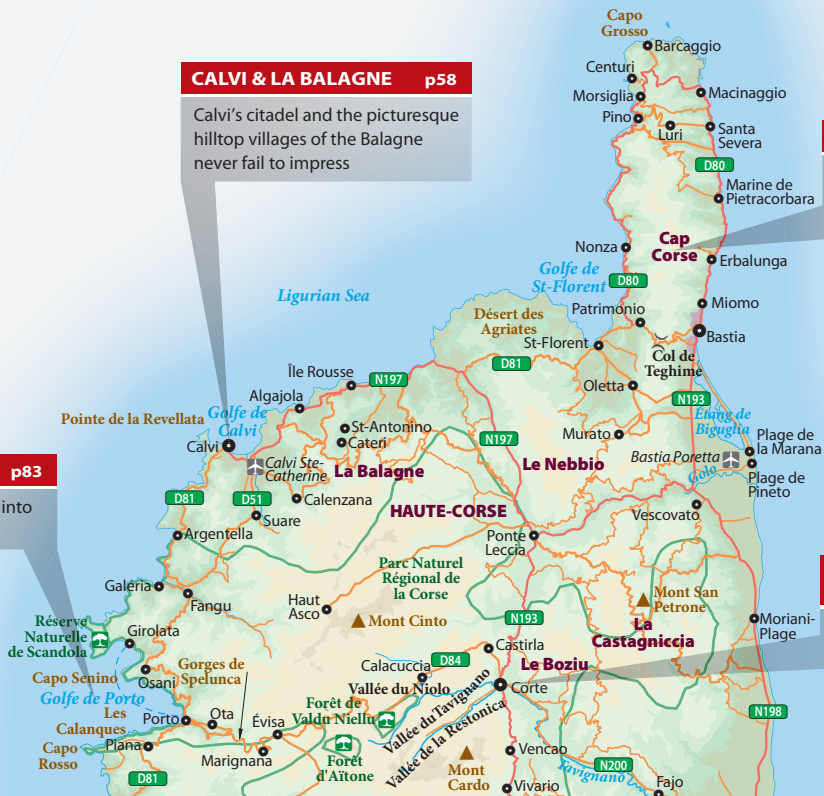 Capo
Grosso
Barcaggio
Centuri
Morsiglia
Macinaggio
Pino
Luri
Santa
Severa
CALVI & LA BALAGNE p58
Calvi's citadel and the picturesque
hilltop villages of the Balagne
never fail to impress
D80
Marine de
Pietracorbara
Nonza
Cap
Corse
Erbalunga
Golfe de
St-Florent
D80
Ligurian Sea
Miomo
Patrimonio
Désert des
Agriates
St-Florent
Bastia
Col de
Teghime
Île Rousse
N197
D81
Oletta
N193
Algajola
Pointe de la Revellata
Golfe de
Calvi
Étang de
Biguglia
St-Antonino
Cateri
N197
Murato
Calvi
Plage de
la Marana
Bastia Poretta
Calvi Ste-
Catherine
La Balagne
Le Nebbio
Golo
Plage de
Pineto
p83
into
D81
D51
Calenzana
HAUTE-CORSE
Suare
Vescovato
Argentella
Ponte
Leccia
Parc Naturel
Régional de
la Corse
Galéria
Fangu
Haut
Asco
Mont Cinto
Mont San
Petrone
N193
La
Castagniccia
Moriani-
Plage
Réserve
Naturelle
de Scandola
Girolata
Castirla
Le Boziu
D84
Calacuccia
Gorges de
Spelunca
Capo Senino
Osani
Vallée du Niolo
Corte
Golfe de Porto
Forêt de
Valdu Niellu
Vallée du Tavignano
Vallée de la Restonica
Les
Calanques
Porto
Ota
Évisa
N198
Capo
Rosso
Piana
Marignana
Forêt
d'Aïtone
Vencao
Mont
Cardo
N200
Tavignano
D81
Vivario
Fajo